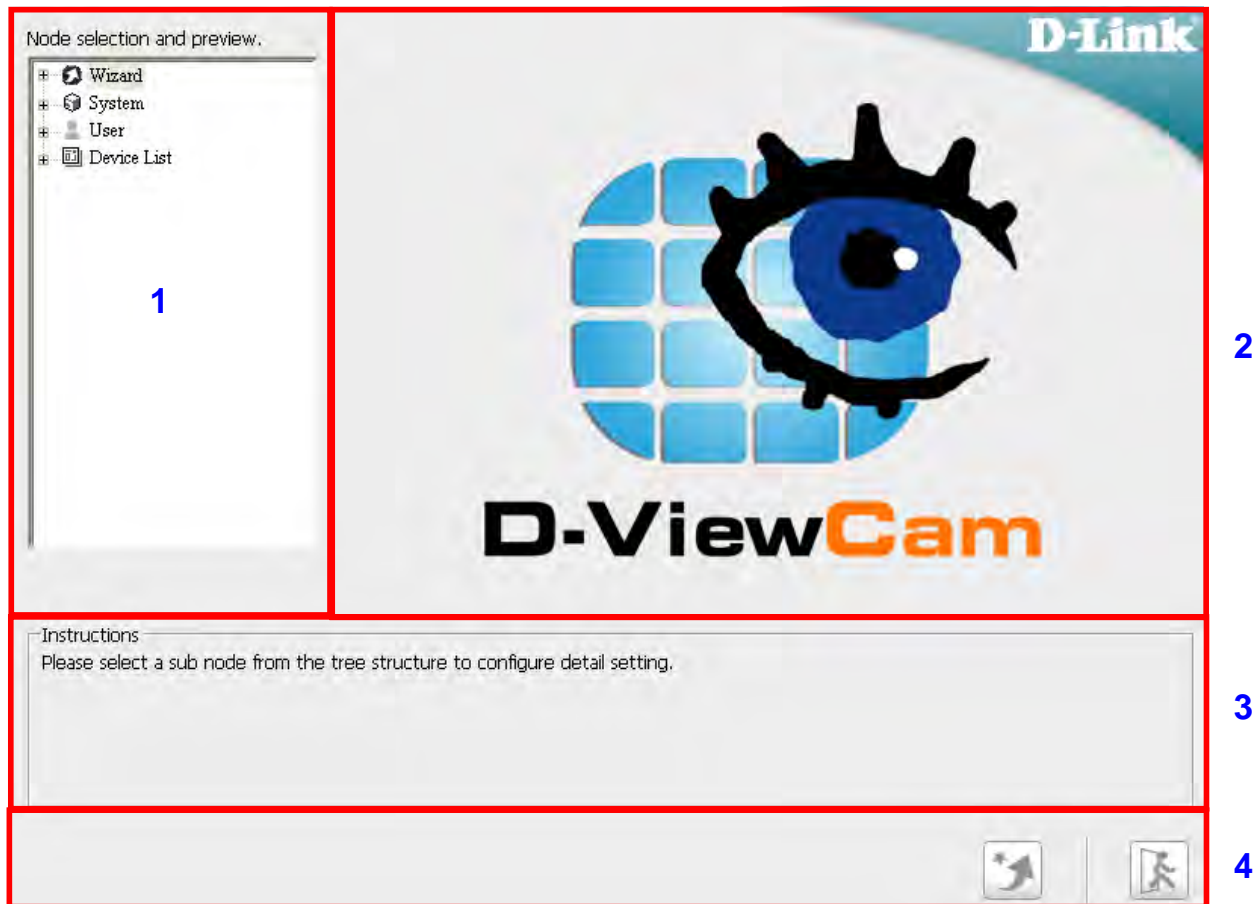 Node selection and preview.
Wizard
System
User
Device List
1
D-Link
D-ViewCam
2
Instructions
Please select a sub node from the tree structure to configure detail setting.
3
4